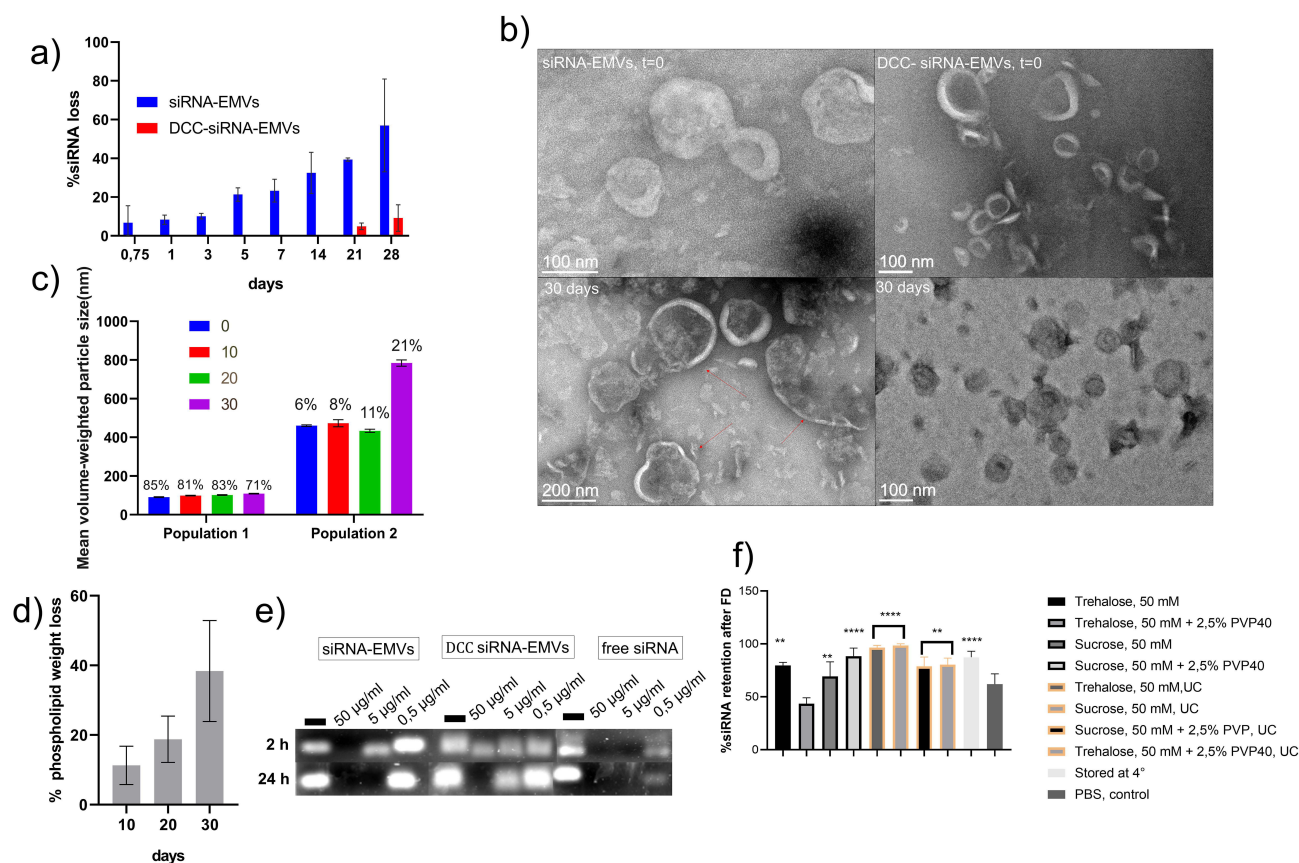 a)
%siRNA loss
100
80
60
40
20
0
siRNA-EMVs
DCC-siRNA-EMVs
0,75 1 3 5 7 14 21 28
days
b)
siRNA-EMVs, t=0
100 nm
DCC- siRNA-EMVs, t=0
100 nm
30 days
200 nm
30 days
100 nm
c)
Mean volume-weighted particle size(nm)
1000
800
600
400
200
0
0
10
20
30
85% 81% 83% 71%
6% 8% 11% 21%
Population 1 Population 2
d)
% phospholipid weight loss
60
40
20
0
10 20 30
days
e)
siRNA-EMVs DCC siRNA-EMVs free siRNA
50 µg/ml 5 µg/ml 0,5 µg/ml 50 µg/ml 5 µg/ml 0,5 µg/ml 50 µg/ml 5 µg/ml 0,5 µg/ml
2 h
24 h
f)
%siRNA retention after FD
150
100
50
0
** ** **** **** ** ****
Trehalose, 50 mM
Trehalose, 50 mM + 2,5% PVP40
Sucrose, 50 mM
Sucrose, 50 mM + 2,5% PVP40
Trehalose, 50 mM,UC
Sucrose, 50 mM, UC
Sucrose, 50 mM + 2,5% PVP, UC
Trehalose, 50 mM + 2,5% PVP40, UC
Stored at 4°
PBS, control